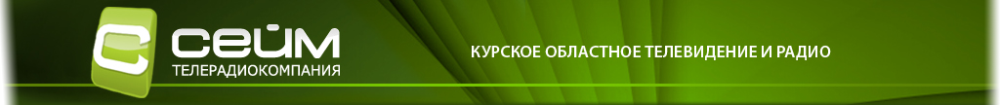 С сейм
ТЕЛЕРАДИОКОМПАНИЯ
КУРСКОЕ ОБЛАСТНОЕ ТЕЛЕВИДЕНИЕ И РАДИО